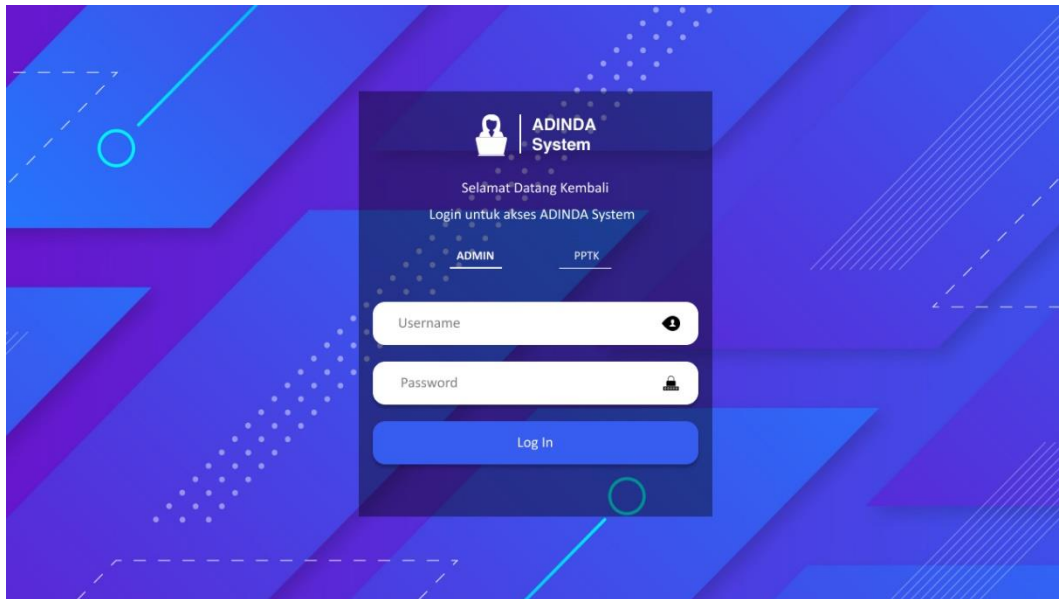 ADINDA
System
Selamat Datang Kembali
Login untuk akses ADINDA System
ADMIN PPTK
Username
Password
Log In